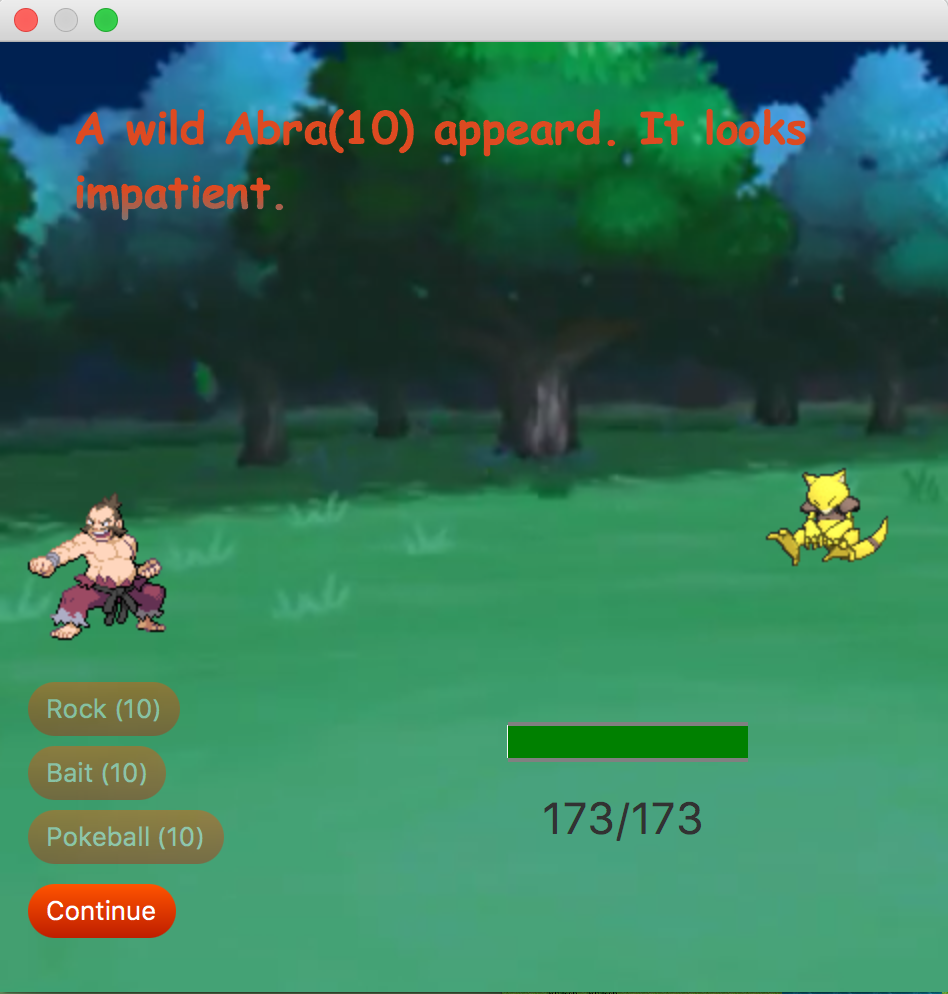 A wild Abra(10) appeard. It looks
impatient.
Rock (10)
Bait (10)
Pokeball (10)
173/173
Continue